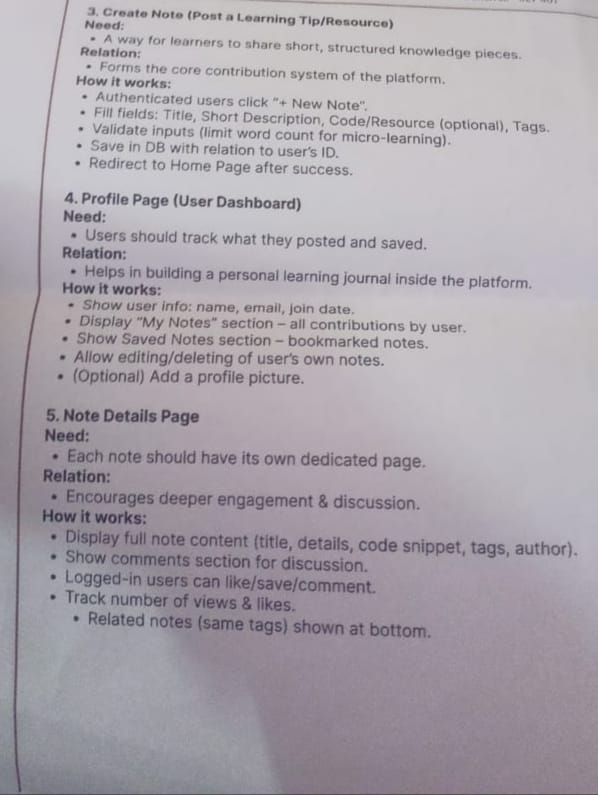 3. Create Note (Post a Learning Tip/Resource)
Need:
• A way for learners to share short, structured knowledge pieces.
Relation:
• Forms the core contribution system of the platform.
How it works:
• Authenticated users click "+ New Note".
• Fill fields: Title, Short Description, Code/Resource (optional), Tags.
• Validate inputs (limit word count for micro-learning).
• Save in DB with relation to user's ID.
• Redirect to Home Page after success.
4. Profile Page (User Dashboard)
Need:
• Users should track what they posted and saved.
Relation:
• Helps in building a personal learning journal inside the platform.
How it works:
• Show user info: name, email, join date.
• Display "My Notes" section – all contributions by user.
• Show Saved Notes section – bookmarked notes.
• Allow editing/deleting of user's own notes.
• (Optional) Add a profile picture.
5. Note Details Page
Need:
• Each note should have its own dedicated page.
Relation:
• Encourages deeper engagement & discussion.
How it works:
• Display full note content (title, details, code snippet, tags, author).
• Show comments section for discussion.
• Logged-in users can like/save/comment.
• Track number of views & likes.
• Related notes (same tags) shown at bottom.